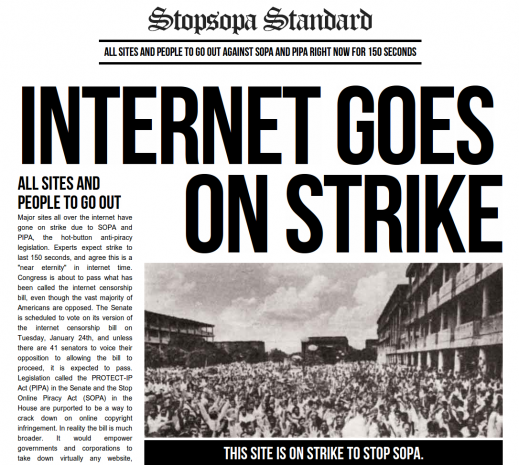 Stopsopa Standard
ALL SITES AND PEOPLE TO GO OUT AGAINST SOPA AND PIPA RIGHT NOW FOR 150 SECONDS
INTERNET GOES
ON STRIKE
ALL SITES AND
PEOPLE TO GO OUT
Major sites all over the internet have
gone on strike due to SOPA and
PIPA, the hot-button anti-piracy
legislation. Experts expect strike to
last 150 seconds, and agree this is a
"near eternity" in internet time.
Congress is about to pass what has
been called the internet censorship
bill, even though the vast majority of
Americans are opposed. The Senate
is scheduled to vote on its version of
the internet censorship bill on
Tuesday, January 24th, and unless
there are 41 senators to voice their
opposition to allowing the bill to
proceed, it is expected to pass.
Legislation called the PROTECT-IP
Act (PIPA) in the Senate and the Stop
Online Piracy Act (SOPA) in the
House are purported to be a way to
crack down on online copyright
infringement. In reality the bill is much
broader. It would empower
governments and corporations to
take down virtually any website,
THIS SITE IS ON STRIKE TO STOP SOPA.